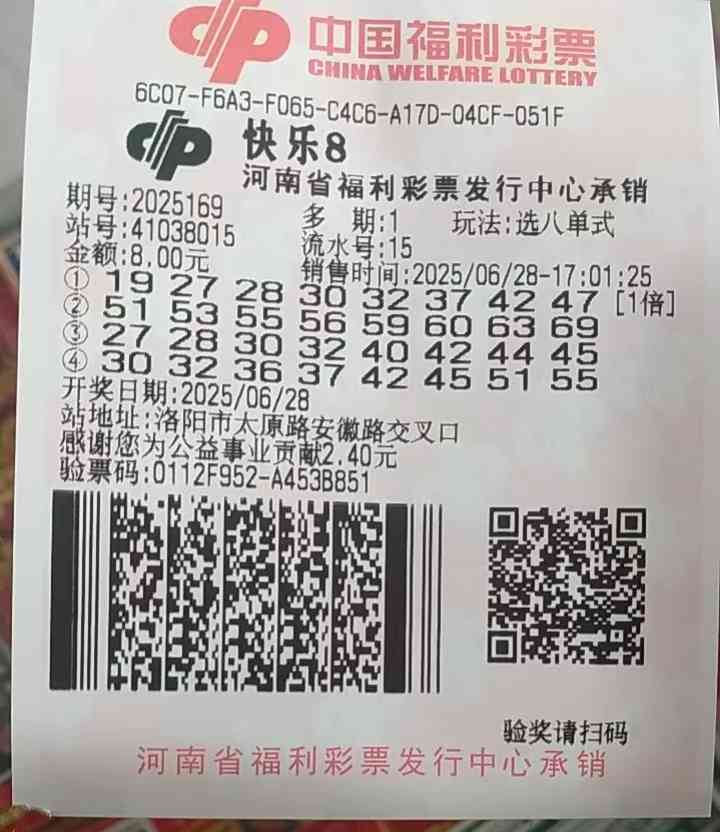 中国福利彩票
CHINA WELFARE LOTTERY
6C07-F6A3-F065-C4C6-A17D-04CF-051F
快乐8
河南省福利彩票发行中心承销
期号:2025169 多 期:1 玩法:选八单式
站号:41038015 流水号:15
金额:8.00元 销售时间:2025/06/28-17:01:25
① 19 27 28 30 32 37 42 47 [1倍]
② 51 53 55 56 59 60 63 69
③ 27 28 30 32 40 42 44 45
④ 30 32 36 37 42 45 51 55
开奖日期:2025/06/28
站地址:洛阳市太原路安徽路交叉口
感谢您为公益事业贡献2.40元
验票码:0112F952-A453B851
验奖请扫码
河南省福利彩票发行中心承销